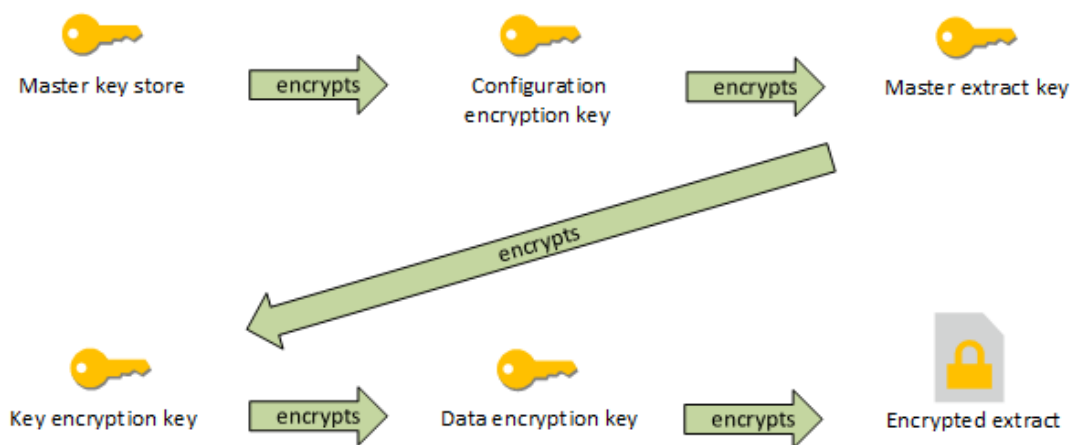 Master key store
encrypts
Configuration
encryption key
encrypts
Master extract key
encrypts
Key encryption key
encrypts
Data encryption key
encrypts
Encrypted extract